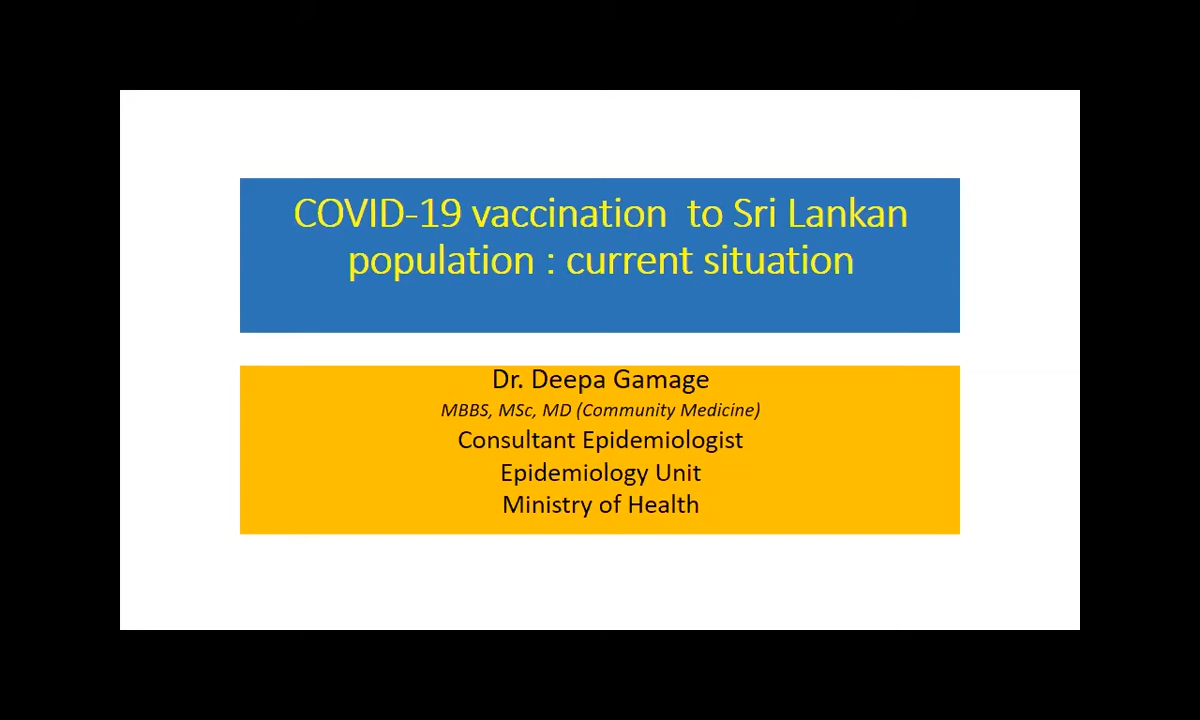 COVID-19 vaccination  to Sri Lankan
population : current situation
Dr. Deepa Gamage
MBBS, MSc, MD (Community Medicine)
Consultant Epidemiologist
Epidemiology Unit
Ministry of Health